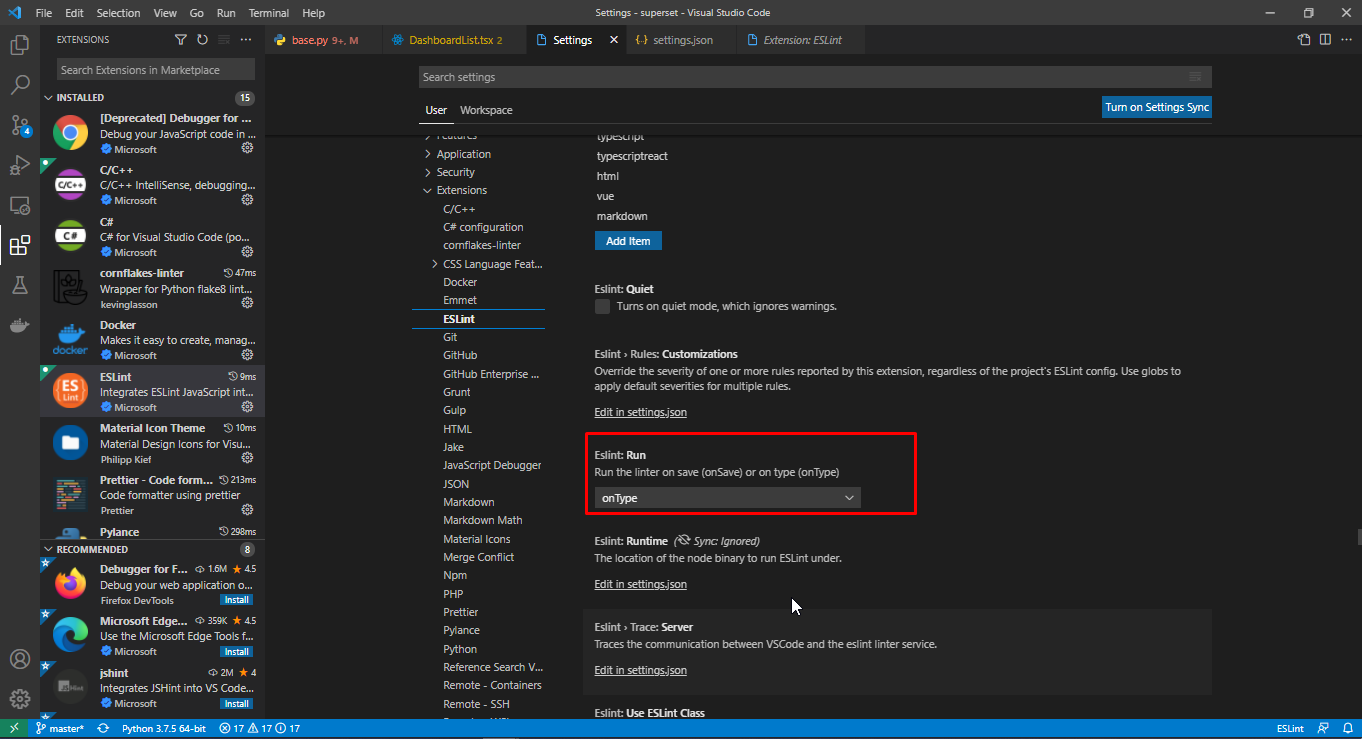 File Edit Selection View Go Run Terminal Help
Settings - superset - Visual Studio Code
EXTENSIONS
base.py 9+, M
DashboardList.tsx 2
Settings
settings.json
Extension: ESLint
Search Extensions in Marketplace
INSTALLED
15
[Deprecated] Debugger for ...
Debug your JavaScript code in ...
Microsoft
C/C++
C/C++
C/C++ IntelliSense, debugging...
Microsoft
C#
C#
C# for Visual Studio Code (po...
Microsoft
cornflakes-linter 47ms
Wrapper for Python flake8 lint...
kevinglasson
Docker
docker
Makes it easy to create, manag...
Microsoft
ESLint 9ms
ES
Lint
Integrates ESLint JavaScript int...
Microsoft
Material Icon Theme 10ms
Material Design Icons for Visu...
Philipp Kief
Prettier - Code form... 213ms
Code formatter using prettier
Prettier
Pylance 298ms
RECOMMENDED
8
Debugger for F... 1.6M 4.5
Debug your web application o...
Firefox DevTools Install
Microsoft Edge... 359K 4.5
Use the Microsoft Edge Tools f...
Microsoft Install
jshint 2M 4
JSHint
Integrates JSHint into VS Code...
Microsoft Install
4
Search settings
User Workspace
Turn on Settings Sync
Features
Application
Security
Extensions
C/C++
C# configuration
cornflakes-linter
CSS Language Feat...
Docker
Emmet
ESLint
Git
GitHub
GitHub Enterprise ...
Grunt
Gulp
HTML
Jake
JavaScript Debugger
JSON
Markdown
Markdown Math
Material Icons
Merge Conflict
Npm
PHP
Prettier
Pylance
Python
Reference Search V...
Remote - Containers
Remote - SSH
typescript
typescriptreact
html
vue
markdown
Add Item
Eslint: Quiet
Turns on quiet mode, which ignores warnings.
Eslint › Rules: Customizations
Override the severity of one or more rules reported by this extension, regardless of the project's ESLint config. Use globs to
apply default severities for multiple rules.
Edit in settings.json
Eslint: Run
Run the linter on save (onSave) or on type (onType)
onType
Eslint: Runtime (Sync: Ignored)
The location of the node binary to run ESLint under.
Edit in settings.json
Eslint › Trace: Server
Traces the communication between VSCode and the eslint linter service.
Edit in settings.json
Eslint: Use ESLint Class
master* Python 3.7.5 64-bit 17 17 17
ESLint